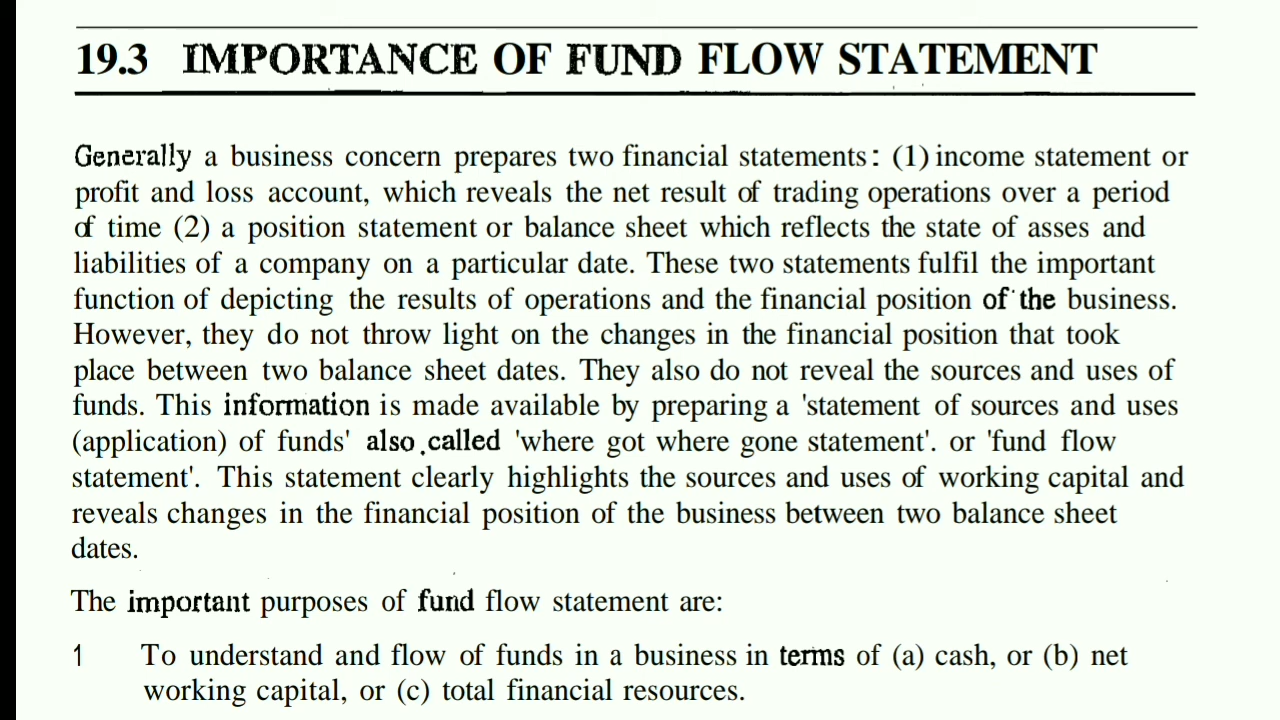 19.3 IMPORTANCE OF FUND FLOW STATEMENT
Generally a business concern prepares two financial statements: (1) income statement or
profit and loss account, which reveals the net result of trading operations over a period
of time (2) a position statement or balance sheet which reflects the state of asses and
liabilities of a company on a particular date. These two statements fulfil the important
function of depicting the results of operations and the financial position of the business.
However, they do not throw light on the changes in the financial position that took
place between two balance sheet dates. They also do not reveal the sources and uses of
funds. This information is made available by preparing a 'statement of sources and uses
(application) of funds' also called 'where got where gone statement'. or 'fund flow
statement'. This statement clearly highlights the sources and uses of working capital and
reveals changes in the financial position of the business between two balance sheet
dates.
The important purposes of fund flow statement are:
1 To understand and flow of funds in a business in terms of (a) cash, or (b) net
working capital, or (c) total financial resources.